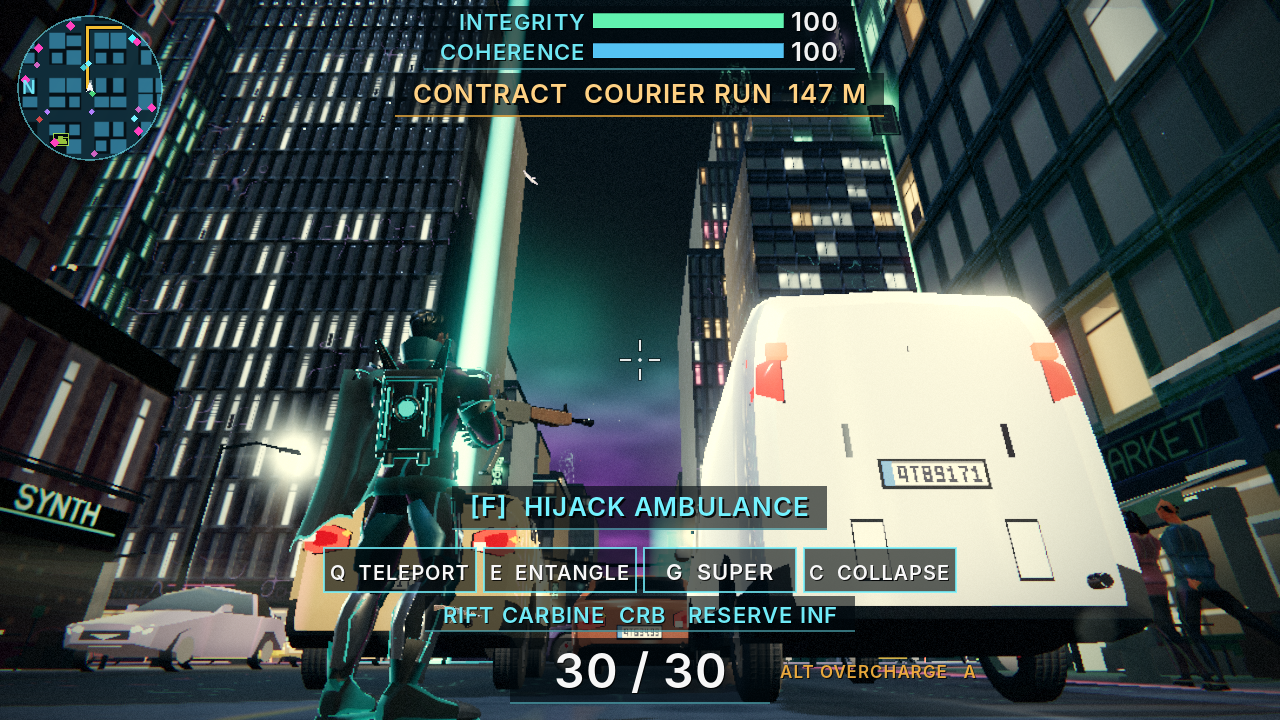 INTEGRITY 100
COHERENCE 100
CONTRACT COURIER RUN 147 M
N
SYNTH
ARKET
9TB9171
[F] HIJACK AMBULANCE
Q TELEPORT
E ENTANGLE
G SUPER
C COLLAPSE
RIFT CARBINE CRB RESERVE INF
30 / 30
ALT OVERCHARGE A